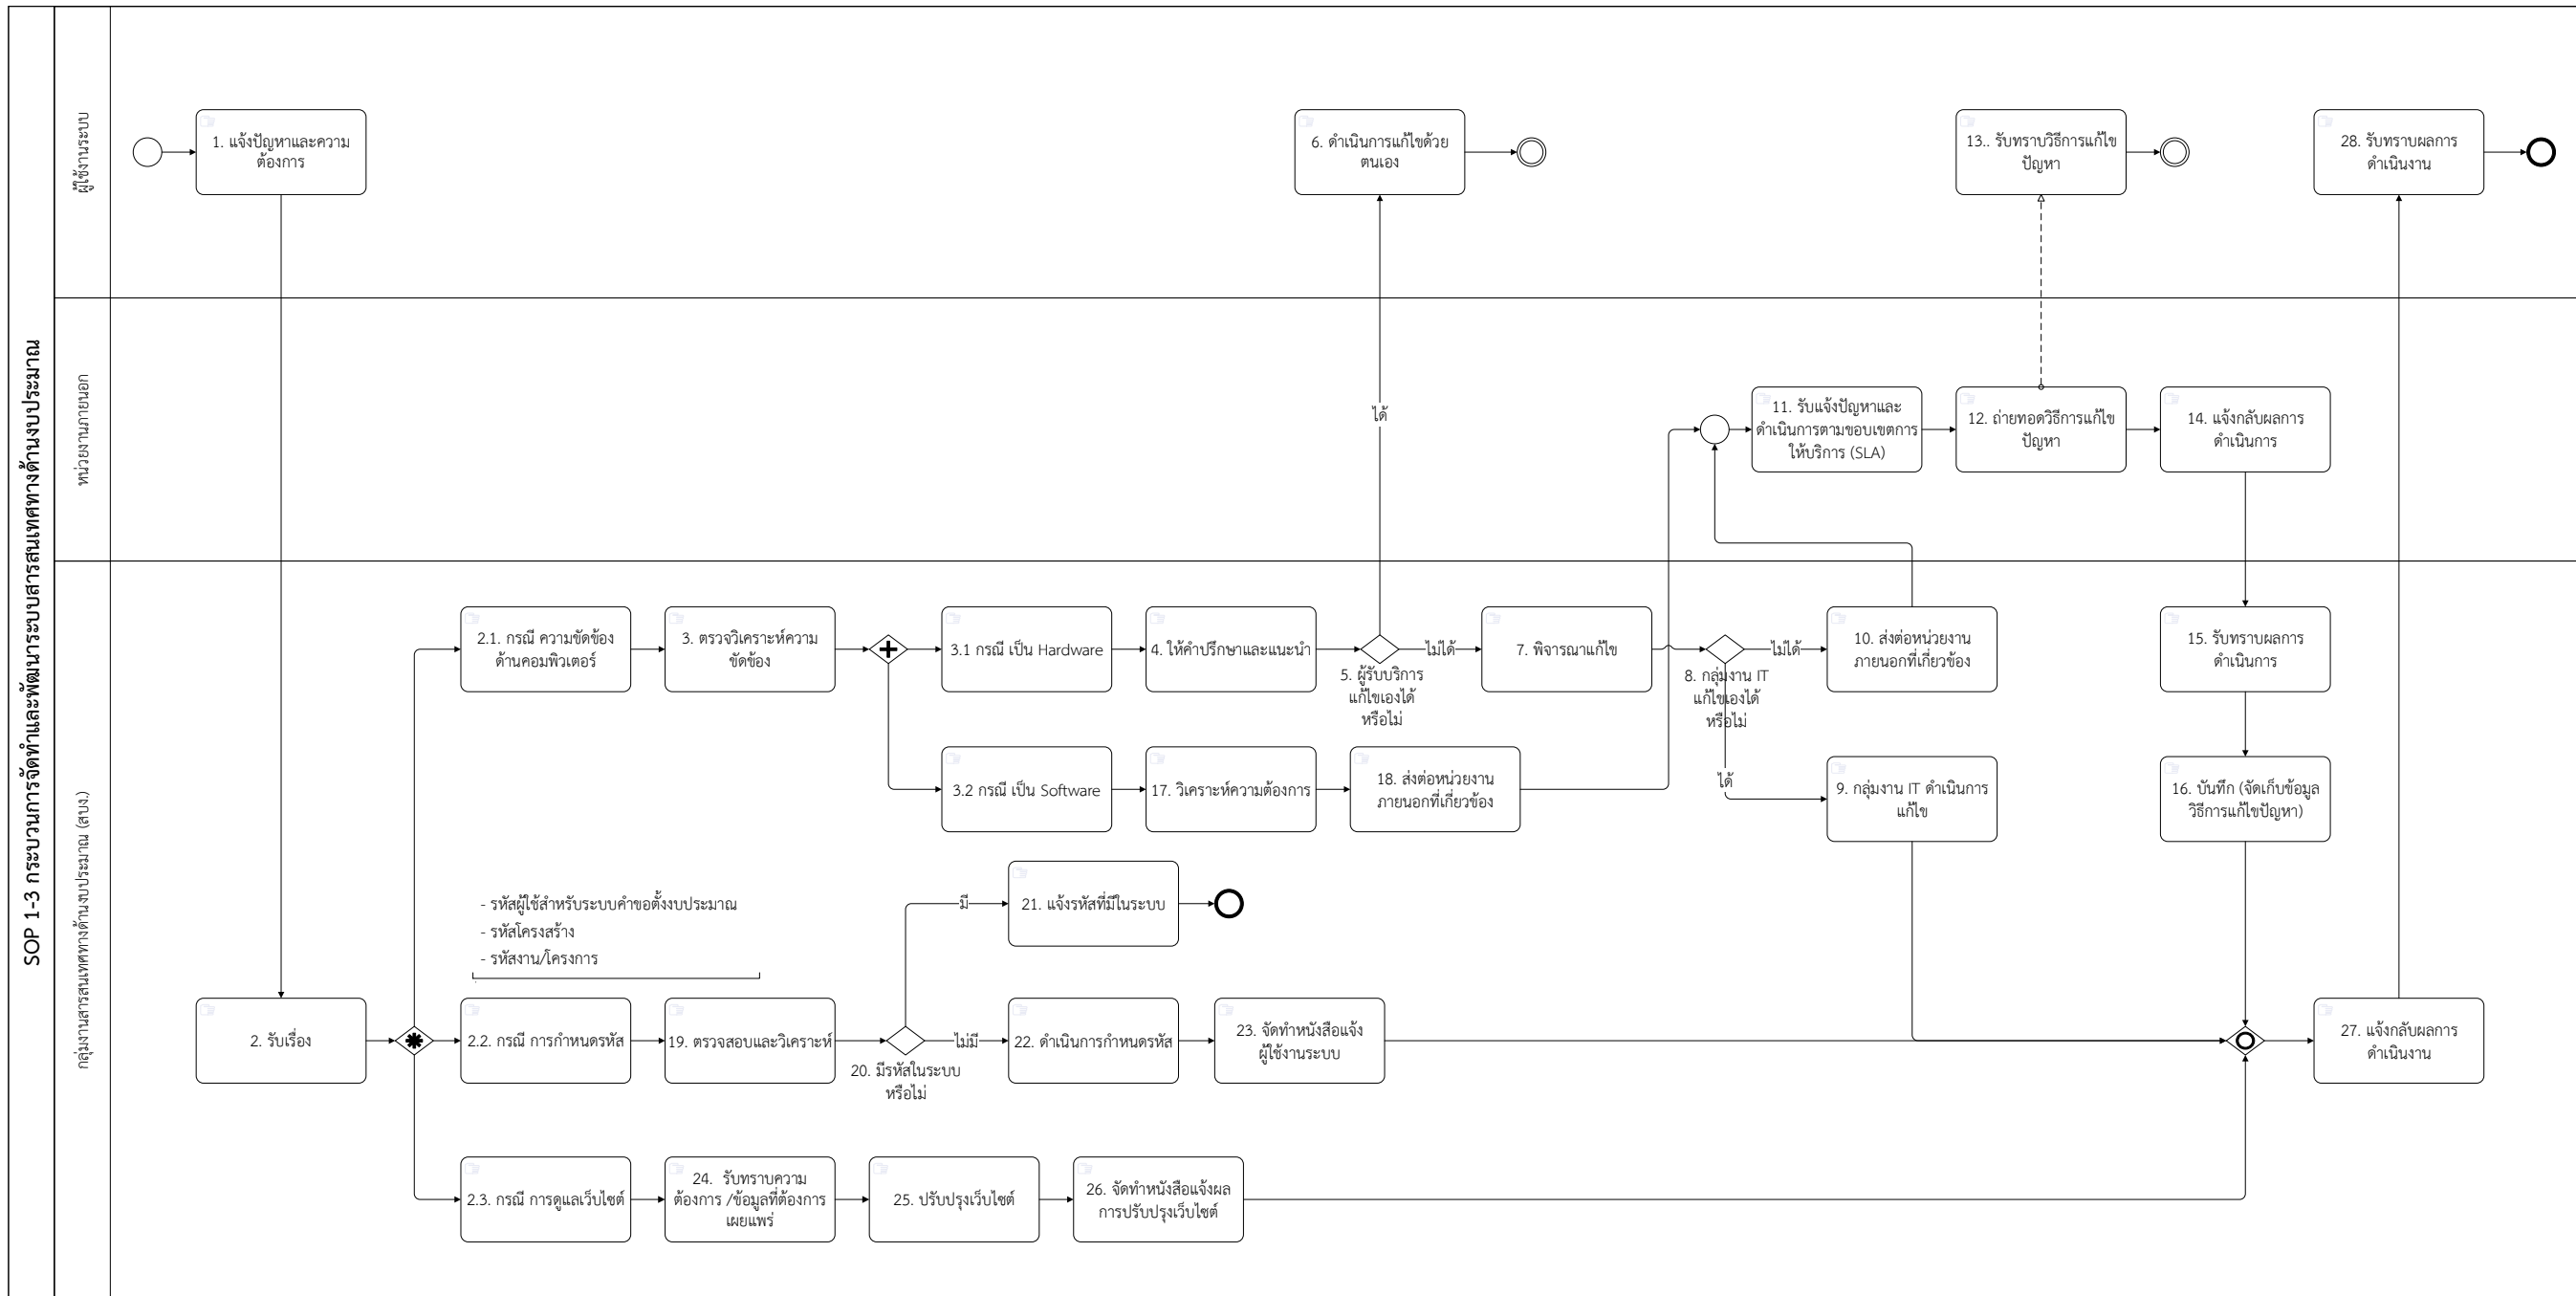 SOP 1-3 กระบวนการจัดทำและพัฒนาระบบสารสนเทศทางด้านงบประมาณ
ผู้ใช้งานระบบ
1. แจ้งปัญหาและความ
ต้องการ
6. ดำเนินการแก้ไขด้วย
ตนเอง
13.. รับทราบวิธีการแก้ไข
ปัญหา
28. รับทราบผลการ
ดำเนินงาน
หน่วยงานภายนอก
ได้
11. รับแจ้งปัญหาและ
ดำเนินการตามขอบเขตการ
ให้บริการ (SLA)
12. ถ่ายทอดวิธีการแก้ไข
ปัญหา
14. แจ้งกลับผลการ
ดำเนินการ
กลุ่มงานสารสนเทศทางด้านงบประมาณ (สบง.)
2.1. กรณี ความขัดข้อง
ด้านคอมพิวเตอร์
3. ตรวจวิเคราะห์ความ
ขัดข้อง
3.1 กรณี เป็น Hardware
4. ให้คำปรึกษาและแนะนำ
5. ผู้รับบริการ
แก้ไขเองได้
หรือไม่
ไม่ได้
7. พิจารณาแก้ไข
8. กลุ่มงาน IT
แก้ไขเองได้
หรือไม่
ไม่ได้
10. ส่งต่อหน่วยงาน
ภายนอกที่เกี่ยวข้อง
15. รับทราบผลการ
ดำเนินการ
3.2 กรณี เป็น Software
17. วิเคราะห์ความต้องการ
18. ส่งต่อหน่วยงาน
ภายนอกที่เกี่ยวข้อง
ได้
9. กลุ่มงาน IT ดำเนินการ
แก้ไข
16. บันทึก (จัดเก็บข้อมูล
วิธีการแก้ไขปัญหา)
- รหัสผู้ใช้สำหรับระบบคำขอตั้งงบประมาณ
- รหัสโครงสร้าง
- รหัสงาน/โครงการ
มี
21. แจ้งรหัสที่มีในระบบ
2. รับเรื่อง
2.2. กรณี การกำหนดรหัส
19. ตรวจสอบและวิเคราะห์
20. มีรหัสในระบบ
หรือไม่
ไม่มี
22. ดำเนินการกำหนดรหัส
23. จัดทำหนังสือแจ้ง
ผู้ใช้งานระบบ
27. แจ้งกลับผลการ
ดำเนินงาน
2.3. กรณี การดูแลเว็บไซต์
24. รับทราบความ
ต้องการ /ข้อมูลที่ต้องการ
เผยแพร่
25. ปรับปรุงเว็บไซต์
26. จัดทำหนังสือแจ้งผล
การปรับปรุงเว็บไซต์